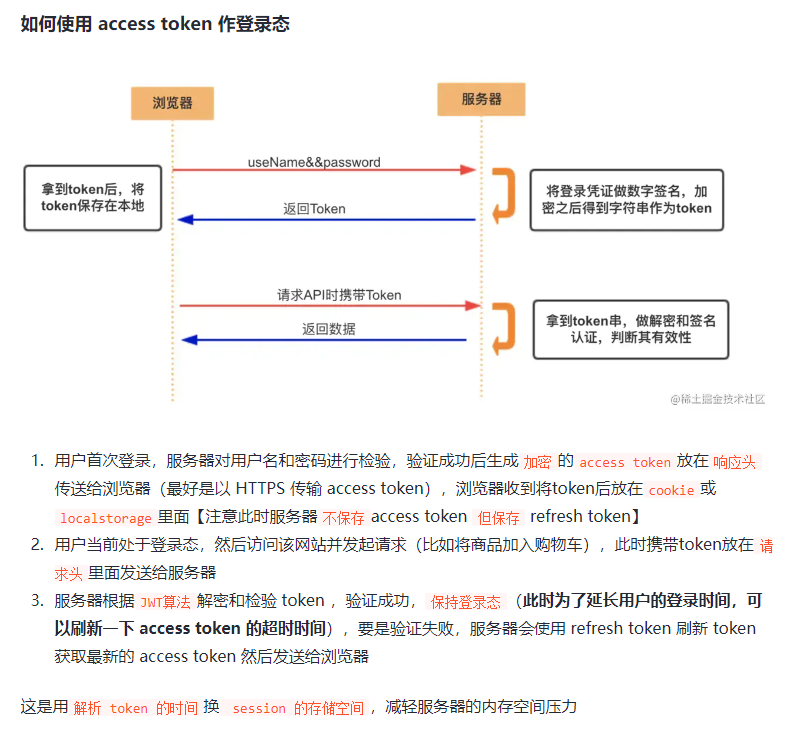 如何使用 access token 作登录态
浏览器
服务器
useName&&password
拿到token后，将
token保存在本地
将登录凭证做数字签名，加
密之后得到字符串作为token
返回Token
请求API时携带Token
拿到token串，做解密和签名
认证，判断其有效性
返回数据
@稀土掘金技术社区
1. 用户首次登录，服务器对用户名和密码进行检验，验证成功后生成 加密 的 access token 放在 响应头
传送给浏览器（最好是以 HTTPS 传输 access token），浏览器收到将token后放在 cookie 或
localstorage 里面【注意此时服务器 不保存 access token 但保存 refresh token】
2. 用户当前处于登录态，然后访问该网站并发起请求（比如将商品加入购物车），此时携带token放在 请
求头 里面发送给服务器
3. 服务器根据 JWT算法 解密和检验 token ，验证成功， 保持登录态 （此时为了延长用户的登录时间，可
以刷新一下 access token 的超时时间），要是验证失败，服务器会使用 refresh token 刷新 token
获取最新的 access token 然后发送给浏览器
这是用 解析 token 的时间 换 session 的存储空间 ，减轻服务器的内存空间压力